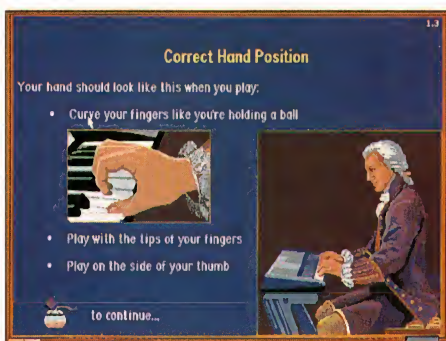 1.3
Correct Hand Position
Your hand should look like this when you play:
• Curve your fingers like you're holding a ball
• Play with the tips of your fingers
• Play on the side of your thumb
to continue...